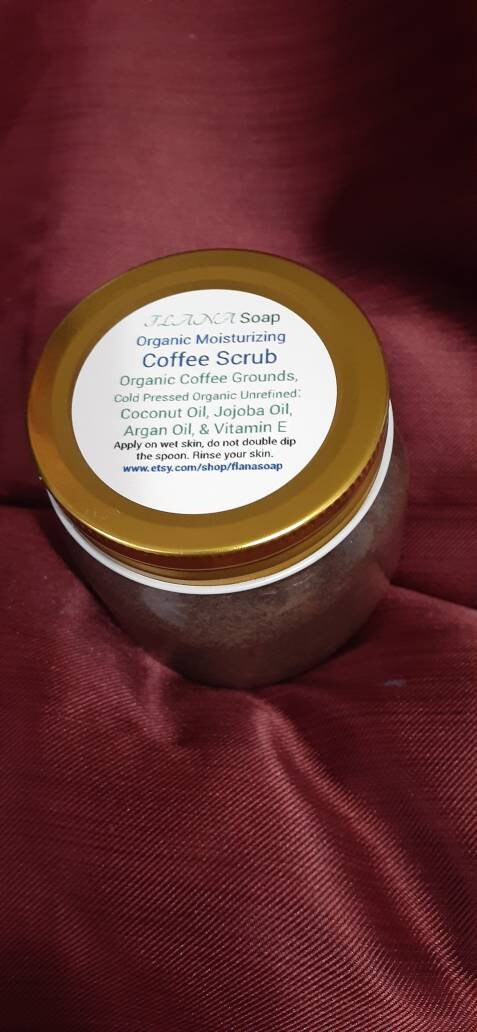 FLANA Soap
Organic Moisturizing
Coffee Scrub
Organic Coffee Grounds,
Cold Pressed Organic Unrefined:
Coconut Oil, Jojoba Oil,
Argan Oil, & Vitamin E
Apply on wet skin, do not double dip
the spoon. Rinse your skin.
www.etsy.com/shop/flanasoap